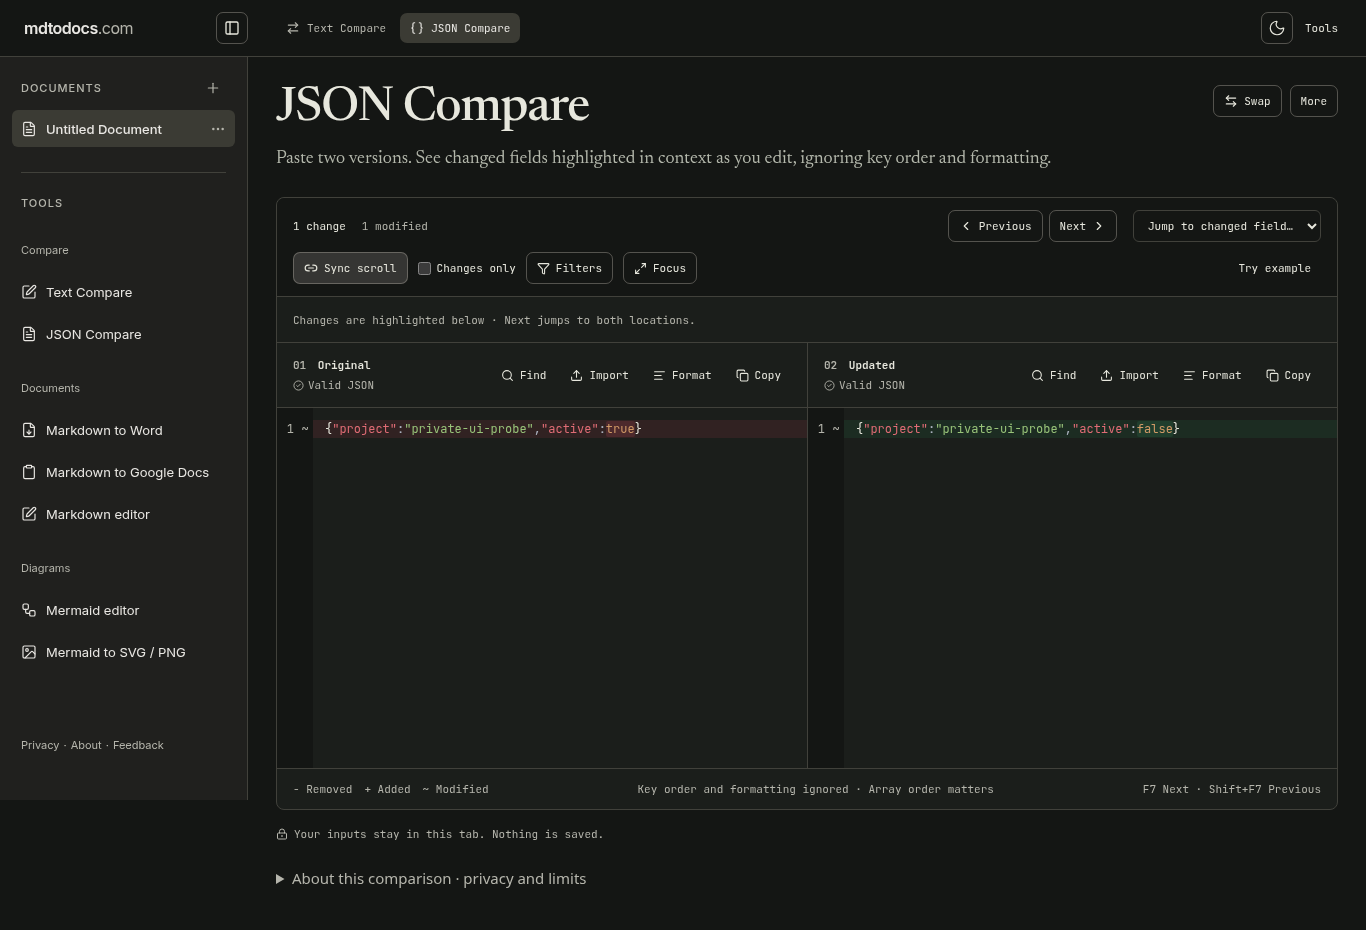 mdtodocs.com
Text Compare
JSON Compare
Tools
DOCUMENTS
Untitled Document
TOOLS
Compare
Text Compare
JSON Compare
Documents
Markdown to Word
Markdown to Google Docs
Markdown editor
Diagrams
Mermaid editor
Mermaid to SVG / PNG
Privacy · About · Feedback
JSON Compare
Swap
More
Paste two versions. See changed fields highlighted in context as you edit, ignoring key order and formatting.
1 change 1 modified
Previous
Next
Jump to changed field…
Sync scroll
Changes only
Filters
Focus
Try example
Changes are highlighted below · Next jumps to both locations.
01 Original
Valid JSON
Find
Import
Format
Copy
1 ~ {"project":"private-ui-probe","active":true}
02 Updated
Valid JSON
Find
Import
Format
Copy
1 ~ {"project":"private-ui-probe","active":false}
- Removed + Added ~ Modified
Key order and formatting ignored · Array order matters
F7 Next · Shift+F7 Previous
Your inputs stay in this tab. Nothing is saved.
About this comparison · privacy and limits